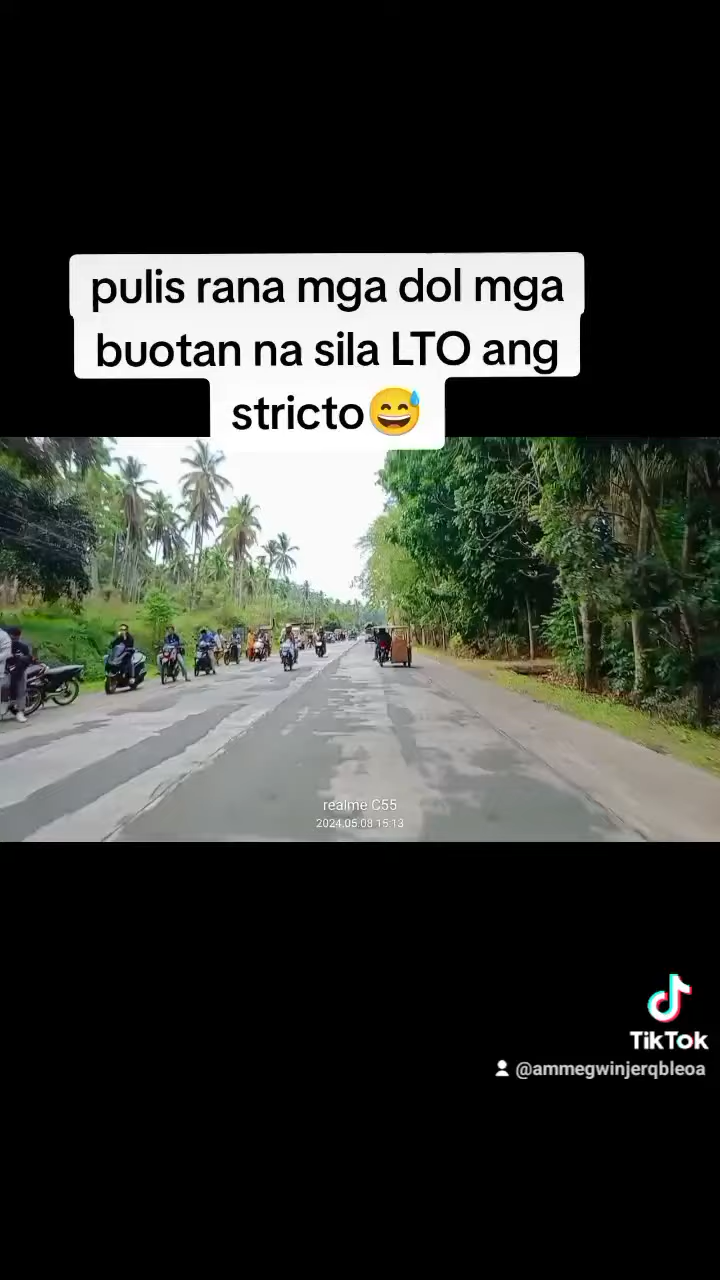 pulis rana mga dol mga
buotan na sila LTO ang
stricto😅
realme C55
2024.05.08 15:13
TikTok
@ammegwinjerqbleoa